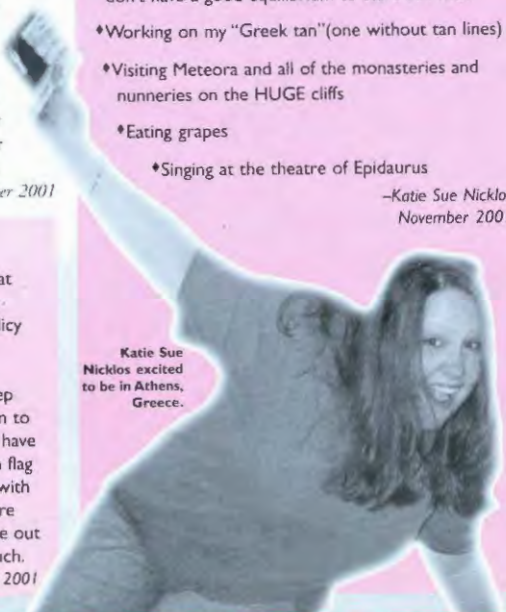 ♦Working on my "Greek tan"(one without tan lines)
♦Visiting Meteora and all of the monasteries and
nunneries on the HUGE cliffs
♦Eating grapes
♦Singing at the theatre of Epidaurus
–Katie Sue Nicklo
November 200
Katie Sue
Nicklos excited
to be in Athens,
Greece.
er 2001
at
licy
ep
n to
have
flag
with
re
e out
ch.
2001